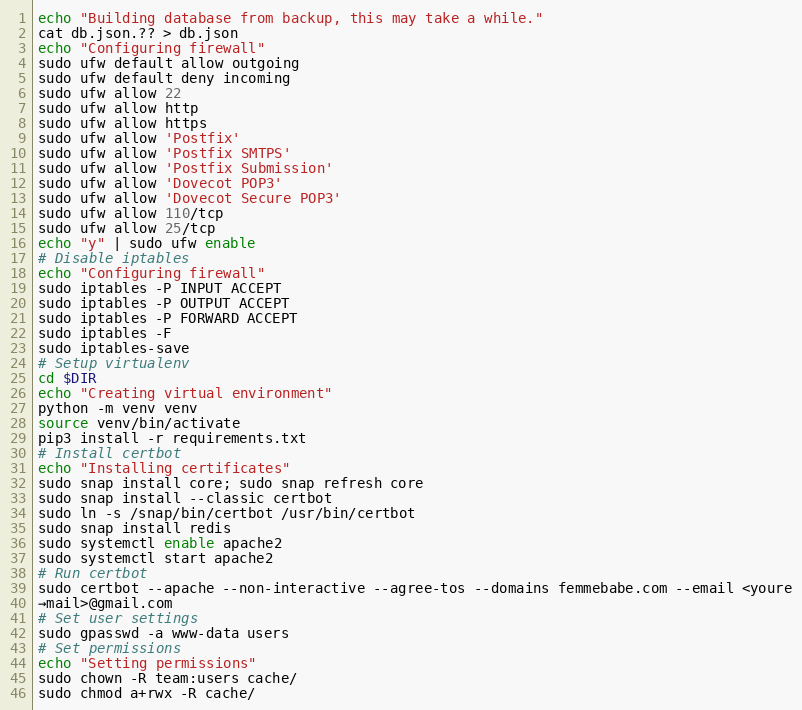 1 echo "Building database from backup, this may take a while."
2 cat db.json.?? > db.json
3 echo "Configuring firewall"
4 sudo ufw default allow outgoing
5 sudo ufw default deny incoming
6 sudo ufw allow 22
7 sudo ufw allow http
8 sudo ufw allow https
9 sudo ufw allow 'Postfix'
10 sudo ufw allow 'Postfix SMTPS'
11 sudo ufw allow 'Postfix Submission'
12 sudo ufw allow 'Dovecot POP3'
13 sudo ufw allow 'Dovecot Secure POP3'
14 sudo ufw allow 110/tcp
15 sudo ufw allow 25/tcp
16 echo "y" | sudo ufw enable
17 # Disable iptables
18 echo "Configuring firewall"
19 sudo iptables -P INPUT ACCEPT
20 sudo iptables -P OUTPUT ACCEPT
21 sudo iptables -P FORWARD ACCEPT
22 sudo iptables -F
23 sudo iptables-save
24 # Setup virtualenv
25 cd $DIR
26 echo "Creating virtual environment"
27 python -m venv venv
28 source venv/bin/activate
29 pip3 install -r requirements.txt
30 # Install certbot
31 echo "Installing certificates"
32 sudo snap install core; sudo snap refresh core
33 sudo snap install --classic certbot
34 sudo ln -s /snap/bin/certbot /usr/bin/certbot
35 sudo snap install redis
36 sudo systemctl enable apache2
37 sudo systemctl start apache2
38 # Run certbot
39 sudo certbot --apache --non-interactive --agree-tos --domains femmebabe.com --email <youre
40 →mail>@gmail.com
41 # Set user settings
42 sudo gpasswd -a www-data users
43 # Set permissions
44 echo "Setting permissions"
45 sudo chown -R team:users cache/
46 sudo chmod a+rwx -R cache/